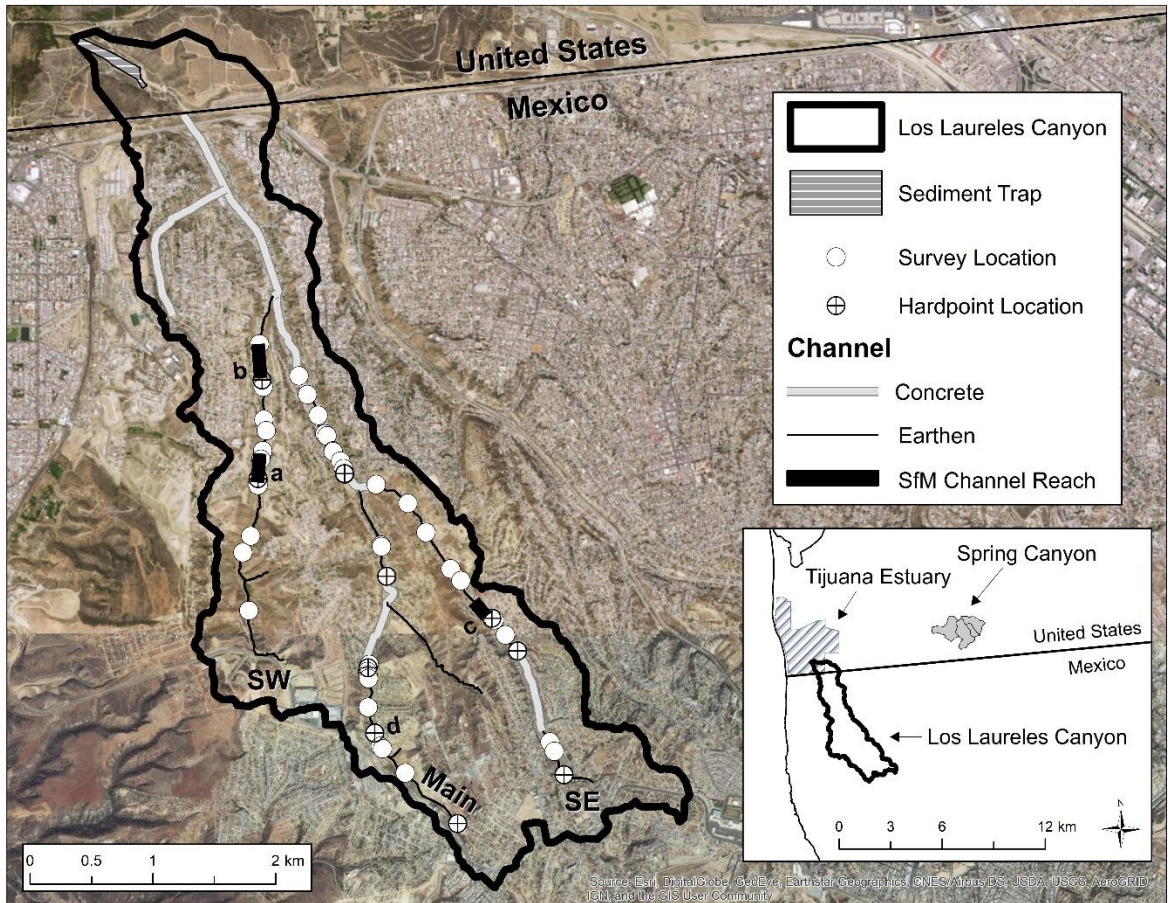 United States
Mexico
Los Laureles Canyon
Sediment Trap
Survey Location
Hardpoint Location
Channel
Concrete
Earthen
SfM Channel Reach
b
a
c
SW
d
Main
SE
Spring Canyon
Tijuana Estuary
United States
Mexico
Los Laureles Canyon
0 3 6 12 km
N
0 0.5 1 2 km
Source: Esri, DigitalGlobe, GeoEye, Earthstar Geographics, CNES/Airbus DS, USDA, USGS, AeroGRID,
IGN, and the GIS User Community